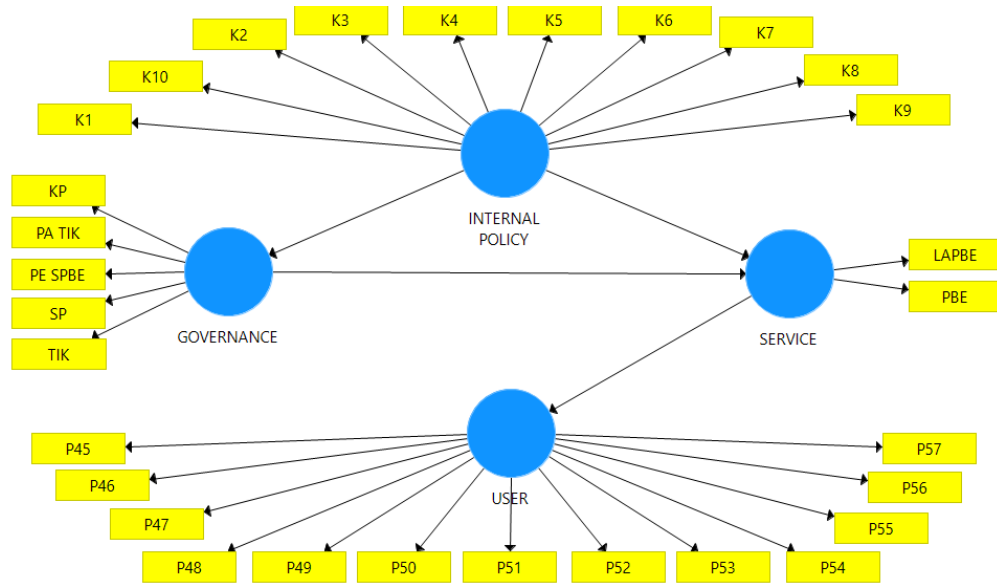 K3
K4
K5
K6
K2
K7
K10
K8
K1
K9
INTERNAL
POLICY
KP
PA TIK
PE SPBE
SP
TIK
GOVERNANCE
LAPBE
PBE
SERVICE
P45
P46
P47
P48
P49
P50
P51
P52
P53
P54
P55
P56
P57
USER